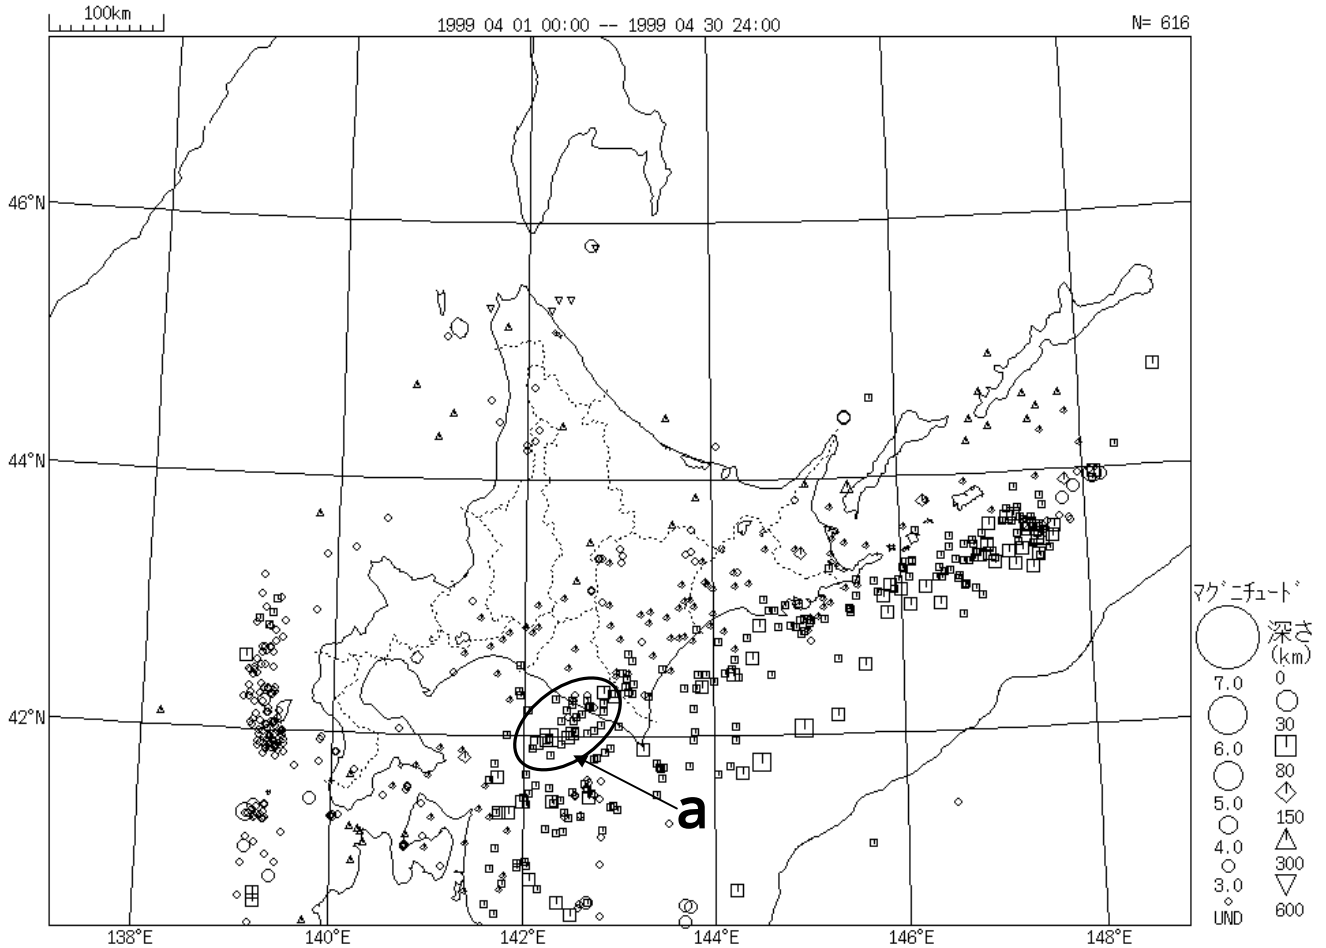 100km
1999 04 01 00:00 -- 1999 04 30 24:00
N= 616
46°N
44°N
42°N
138°E
140°E
142°E
144°E
146°E
148°E
a
ﾏｸﾞﾆﾁｭｰﾄﾞ
7.0
6.0
5.0
4.0
3.0
UND
深さ
(km)
0
30
80
150
300
600